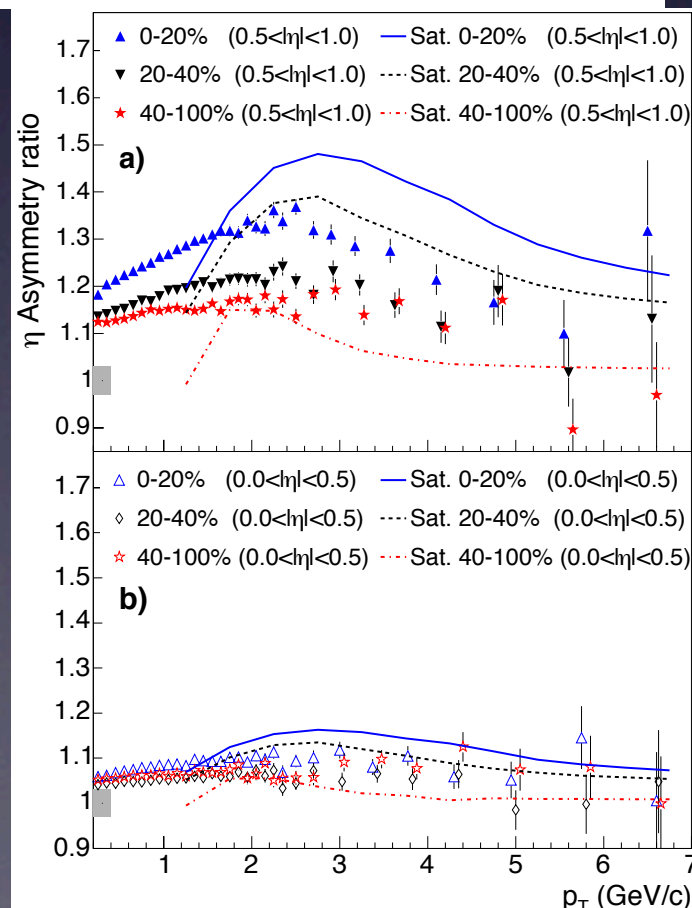 0-20% (0.5<|η|<1.0) Sat. 0-20% (0.5<|η|<1.0)
20-40% (0.5<|η|<1.0) Sat. 20-40% (0.5<|η|<1.0)
40-100% (0.5<|η|<1.0) Sat. 40-100% (0.5<|η|<1.0)
a)
η Asymmetry ratio
1.7
1.6
1.5
1.4
1.3
1.2
1.1
1
0.9
0-20% (0.0<|η|<0.5) Sat. 0-20% (0.0<|η|<0.5)
20-40% (0.0<|η|<0.5) Sat. 20-40% (0.0<|η|<0.5)
40-100% (0.0<|η|<0.5) Sat. 40-100% (0.0<|η|<0.5)
b)
1.7
1.6
1.5
1.4
1.3
1.2
1.1
1
0.9
1 2 3 4 5 6 7
p_T (GeV/c)